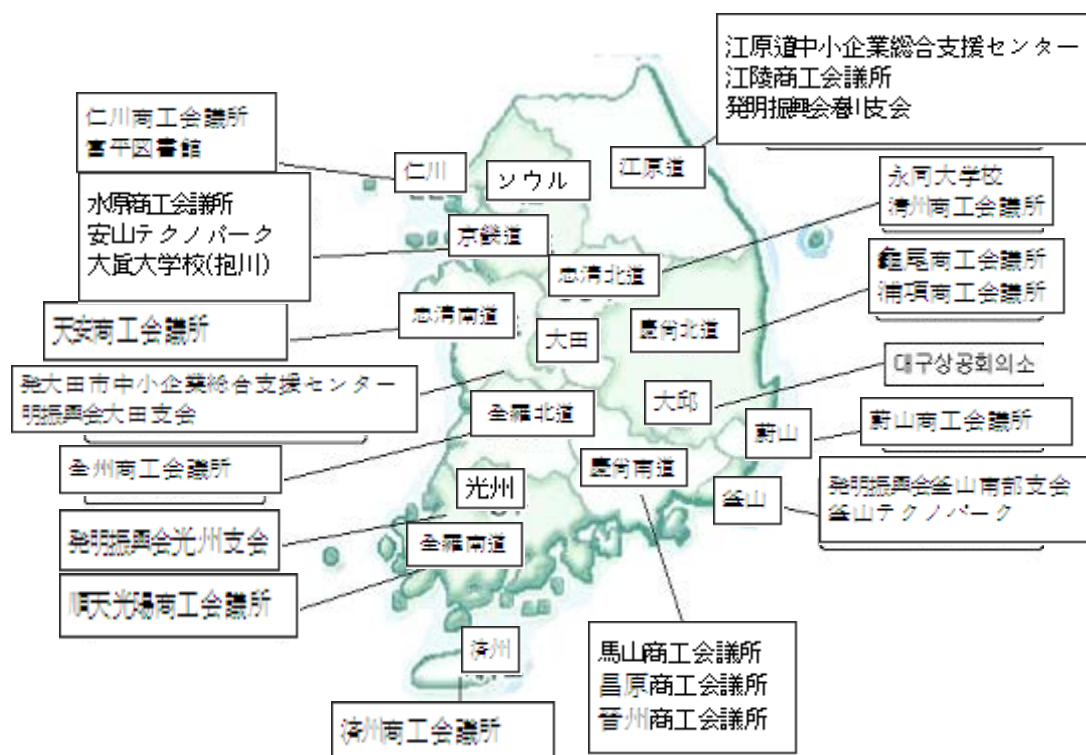 江原道中小企業総合支援センター
江陵商工会議所
発明振興会春川支会
仁川商工会議所
富平図書館
仁川
ソウル
江原道
永同大学校
清州商工会議所
水原商工会議所
安山テクノパーク
大眞大学校(抱川)
京畿道
忠清北道
龜尾商工会議所
浦項商工会議所
天安商工会議所
忠清南道
大田
慶尚北道
대구상공회의소
発大田市中小企業総合支援センター
明振興会大田支会
全羅北道
大邱
蔚山
蔚山商工会議所
全州商工会議所
光州
慶尚南道
釜山
発明振興会釜山南部支会
釜山テクノパーク
発明振興会光州支会
全羅南道
順天光陽商工会議所
済州
馬山商工会議所
昌原商工会議所
晉州商工会議所
済州商工会議所